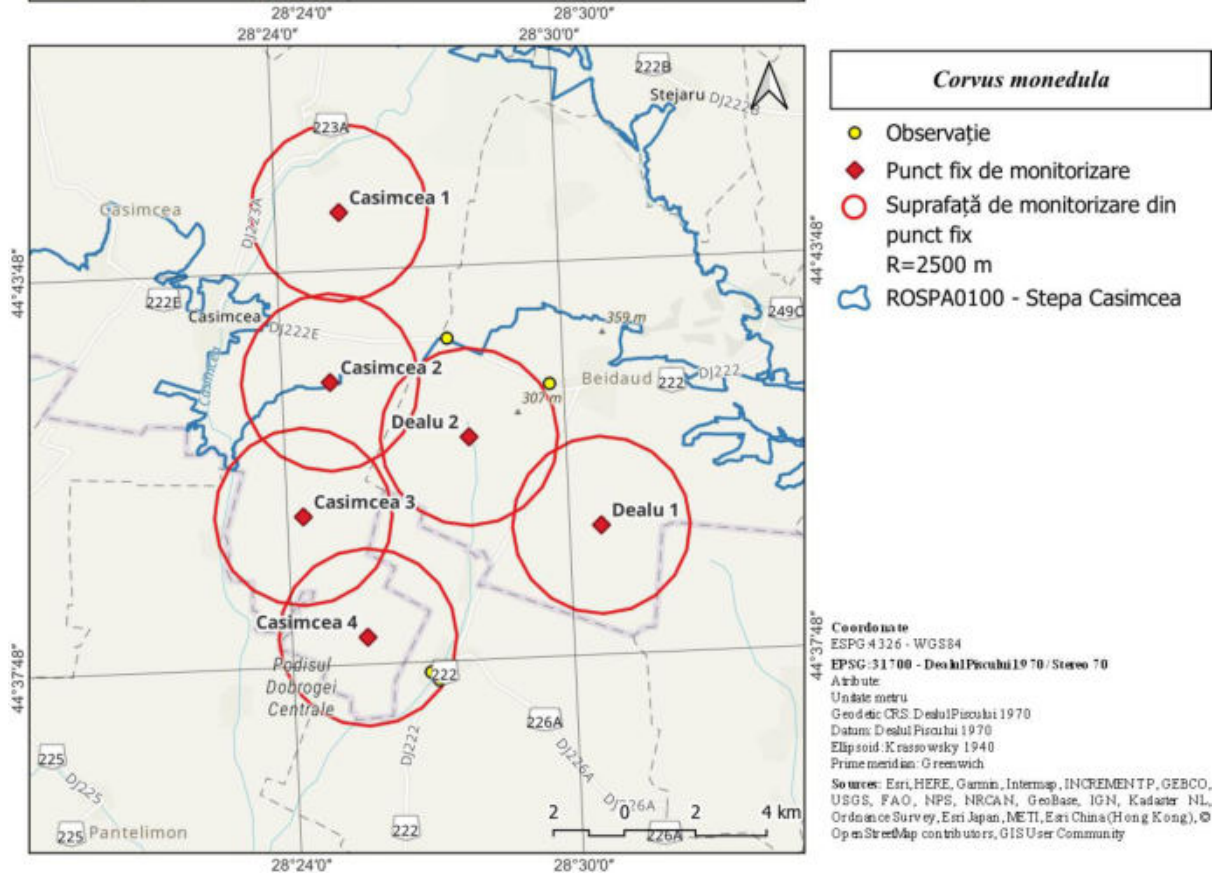 28°24'0" 28°30'0"
28°24'0" 28°30'0"
222B
Stejaru DJ222B
223A
Casimcea 1
Casimcea
DJ223A
44°43'48" 44°43'48"
222E
Casimcea
DJ222E
359 m
249C
Casimcea
Casimcea 2
Beidaud 222 DJ222
307 m
Dealu 2
Casimcea 3
Dealu 1
Casimcea 4
44°37'48" 44°37'48"
Podisul
Dobrogei
Centrale
222
226A
DJ222
DJ226A
225
DJ225
DJ226A
2 0 2 4 km
225 Pantelimon
222
226A
28°24'0" 28°30'0"
Corvus monedula
Observație
Punct fix de monitorizare
Suprafață de monitorizare din
punct fix
R=2500 m
ROSPA0100 - Stepa Casimcea
Coordonate
ESPG:4326 - WGS84
EPSG:31700 - Dealul Piscului 1970 / Stereo 70
Atribute:
Unitate metru
Geodetic CRS: Dealul Piscului 1970
Datum: Dealul Piscului 1970
Ellipsoid: Krassowsky 1940
Prime meridian: Greenwich
Sources: Esri, HERE, Garmin, Intermap, INCREMENT P, GEBCO,
USGS, FAO, NPS, NRCAN, GeoBase, IGN, Kadaster NL,
Ordnance Survey, Esri Japan, METI, Esri China (Hong Kong), ©
OpenStreetMap contributors, GIS User Community